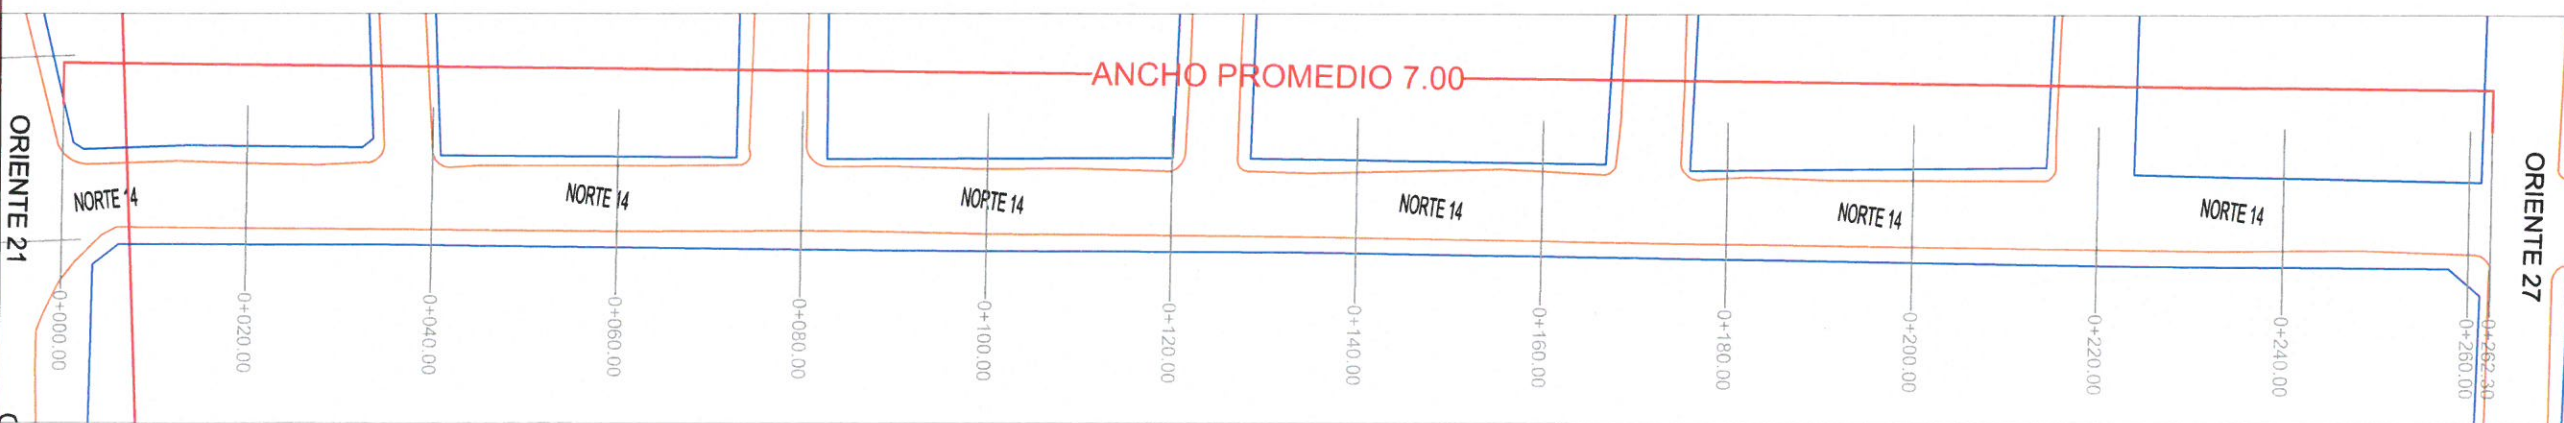 ANCHO PROMEDIO 7.00
ORIENTE 21
ORIENTE 27
NORTE 14
NORTE 14
NORTE 14
NORTE 14
NORTE 14
NORTE 14
0+000.00
0+020.00
0+040.00
0+060.00
0+080.00
0+100.00
0+120.00
0+140.00
0+160.00
0+180.00
0+200.00
0+220.00
0+240.00
0+260.00
0+262.30